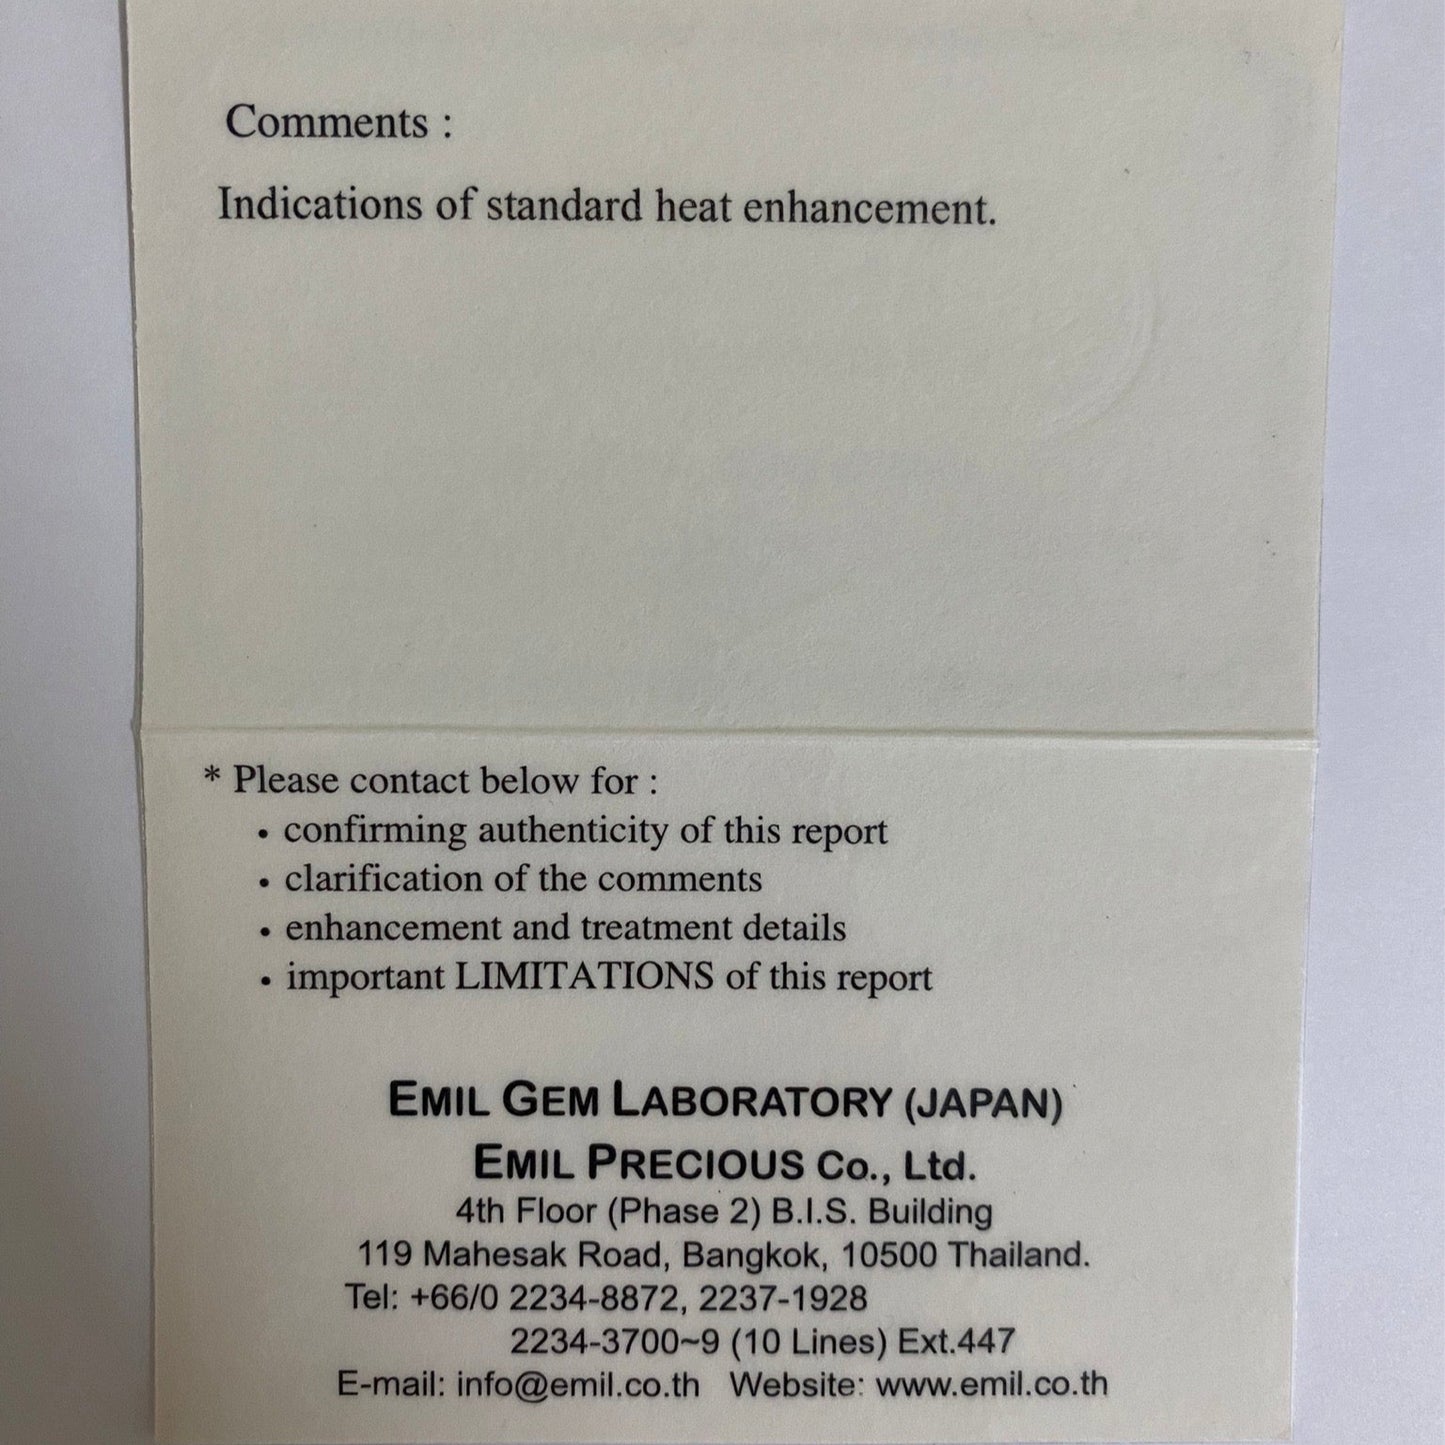 Comments :
Indications of standard heat enhancement.
* Please contact below for :
• confirming authenticity of this report
• clarification of the comments
• enhancement and treatment details
• important LIMITATIONS of this report
EMIL GEM LABORATORY (JAPAN)
EMIL PRECIOUS Co., Ltd.
4th Floor (Phase 2) B.I.S. Building
119 Mahesak Road, Bangkok, 10500 Thailand.
Tel: +66/0 2234-8872, 2237-1928
2234-3700~9 (10 Lines) Ext.447
E-mail: info@emil.co.th Website: www.emil.co.th